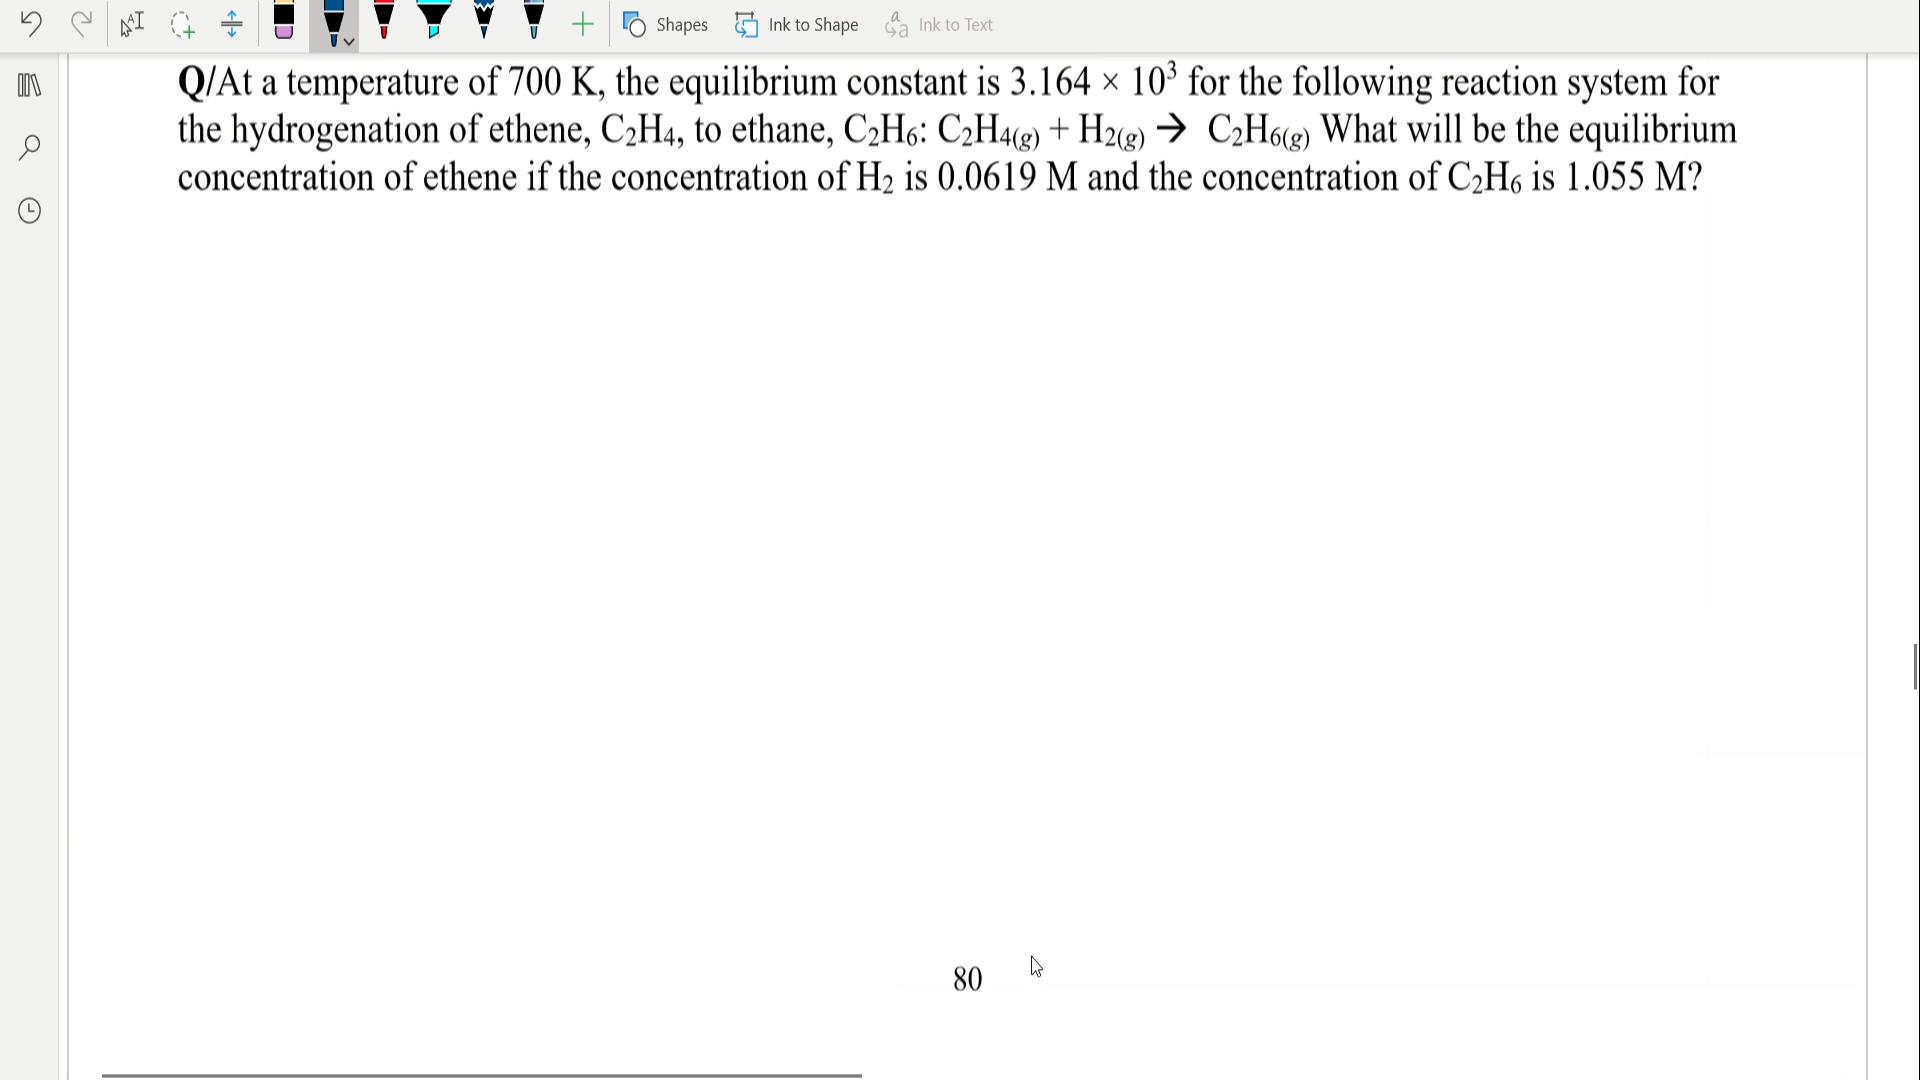 Shapes Ink to Shape Ink to Text
Q/At a temperature of 700 K, the equilibrium constant is 3.164 × 10³ for the following reaction system for
the hydrogenation of ethene, C₂H₄, to ethane, C₂H₆: C₂H₄(g) + H₂(g) → C₂H₆(g) What will be the equilibrium
concentration of ethene if the concentration of H₂ is 0.0619 M and the concentration of C₂H₆ is 1.055 M?
80